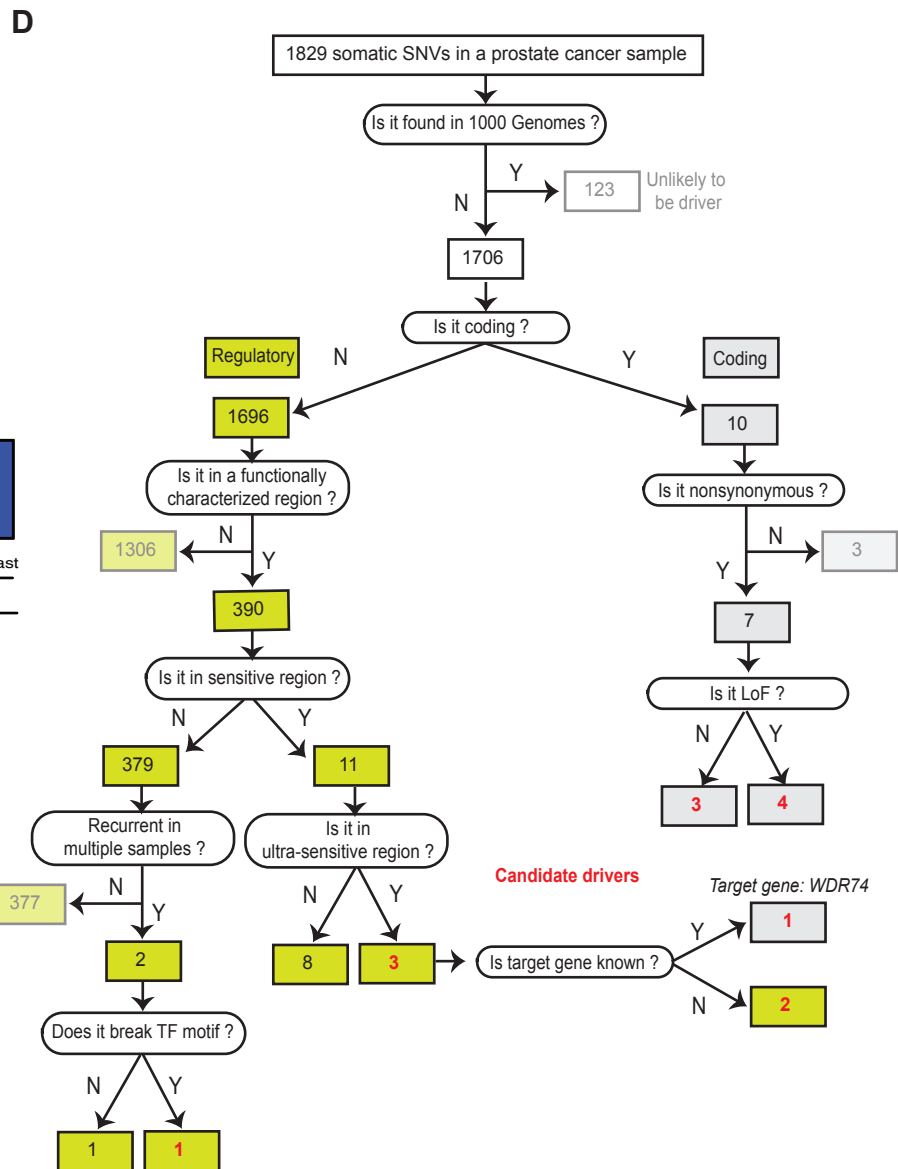 D
1829 somatic SNVs in a prostate cancer sample
Is it found in 1000 Genomes ?
Y
123
Unlikely to
be driver
N
1706
Is it coding ?
Regulatory
N
Y
Coding
1696
10
Is it in a functionally
characterized region ?
Is it nonsynonymous ?
N
1306
Y
N
3
Y
ast
390
7
Is it in sensitive region ?
Is it LoF ?
N
Y
N
Y
379
11
3
4
Recurrent in
multiple samples ?
Is it in
ultra-sensitive region ?
Candidate drivers
Target gene: WDR74
N
377
Y
N
Y
Y
1
2
8
3
Is target gene known ?
N
2
Does it break TF motif ?
N
Y
1
1